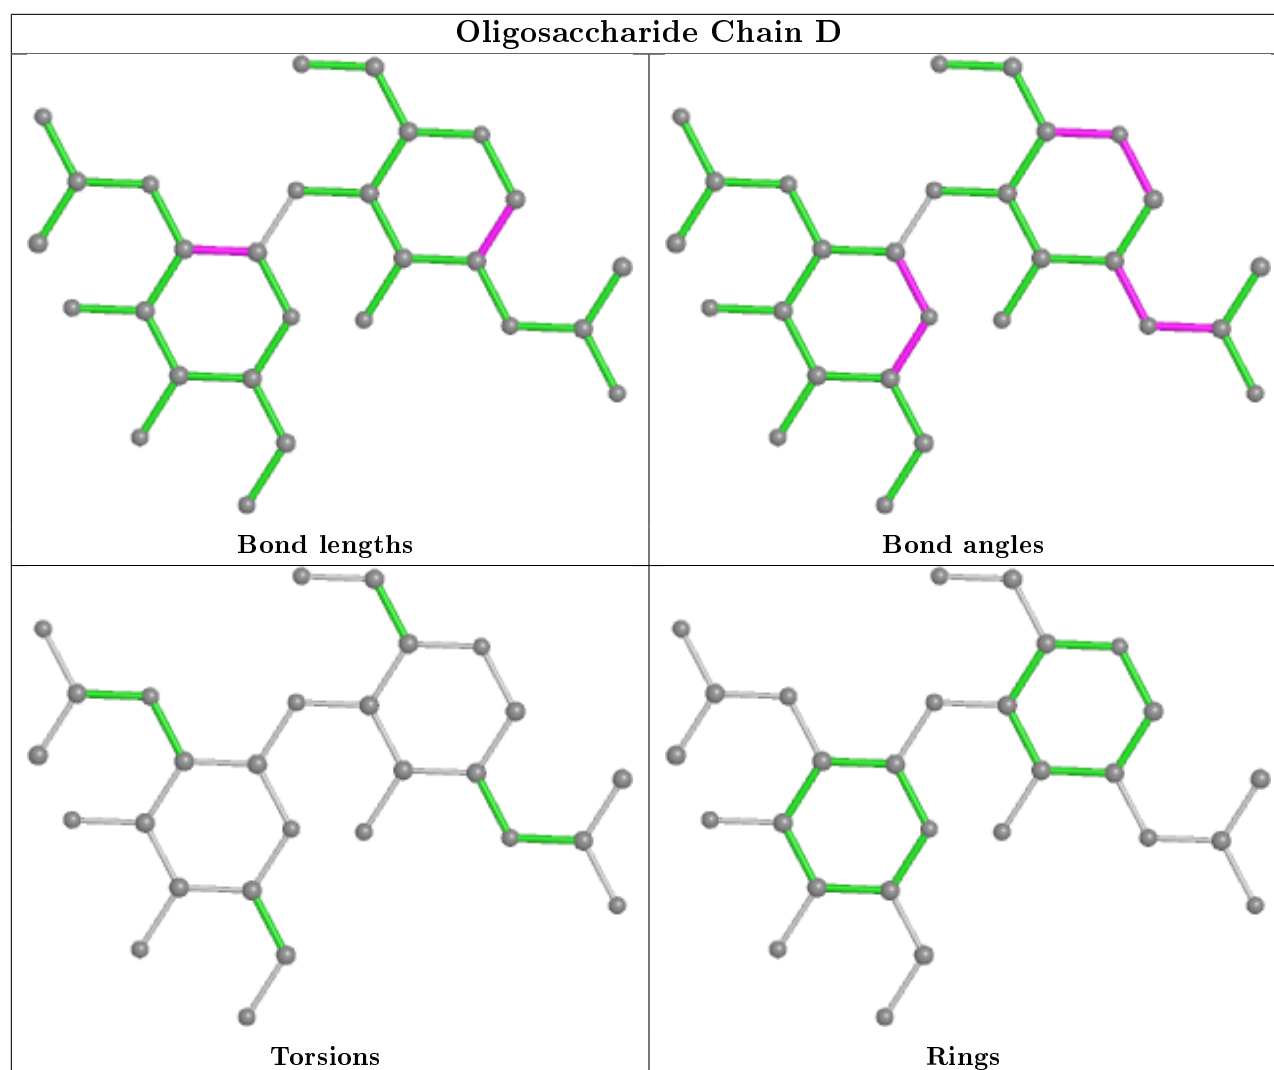 Oligosaccharide Chain D
Bond lengths
Bond angles
Torsions
Rings